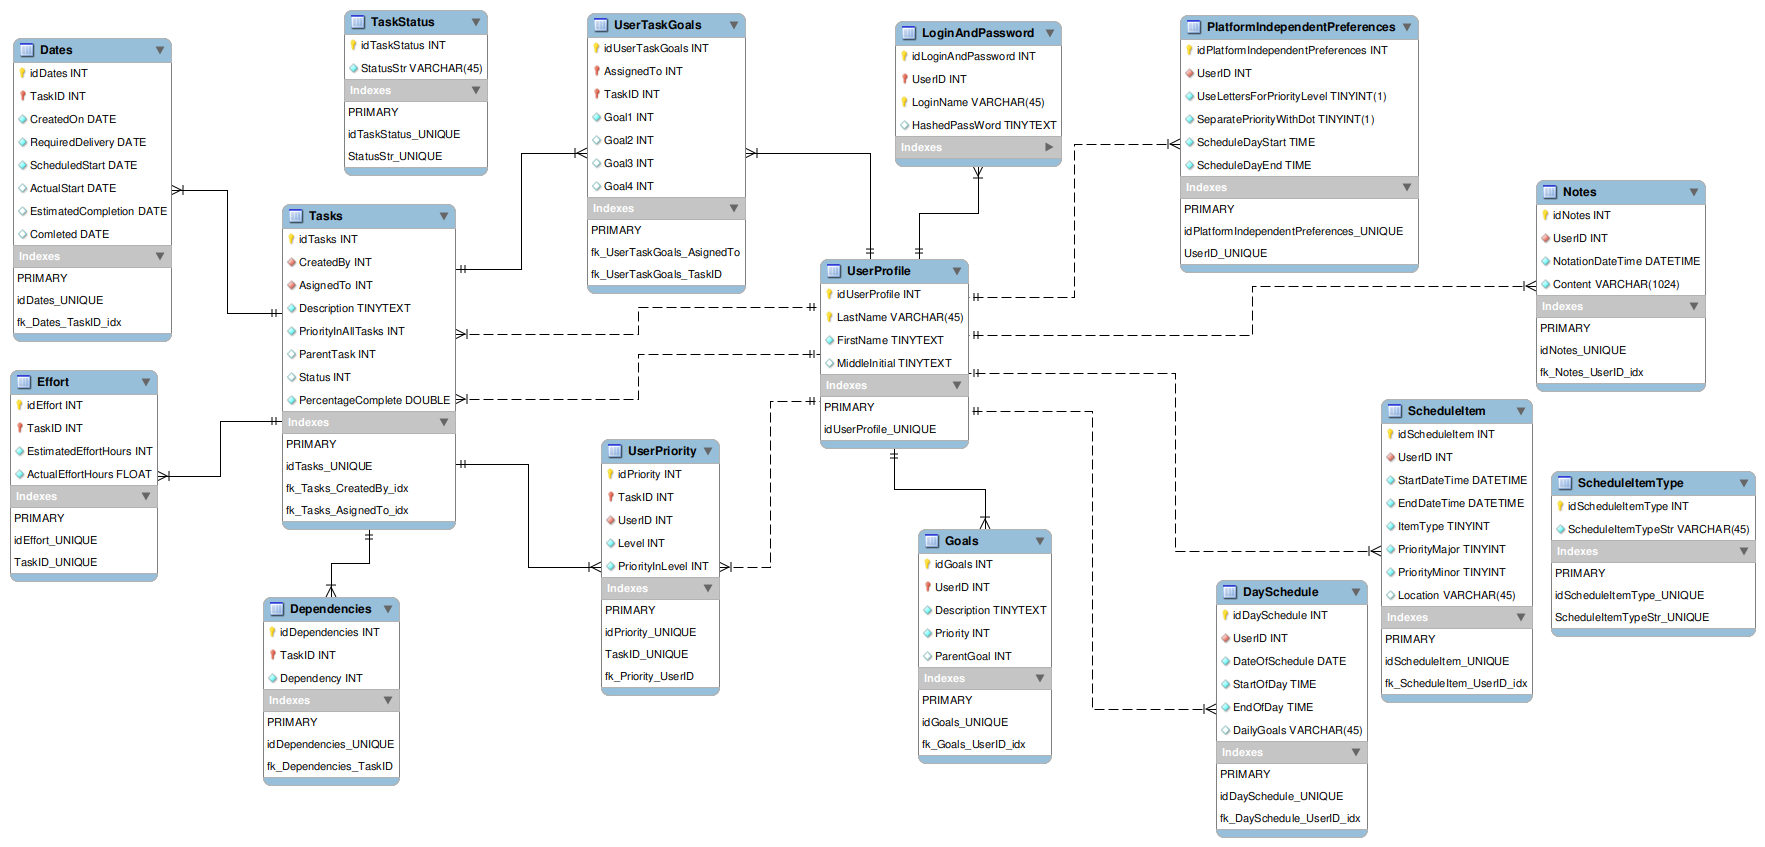 Dates
idDates INT
TaskID INT
CreatedOn DATE
RequiredDelivery DATE
ScheduledStart DATE
ActualStart DATE
EstimatedCompletion DATE
Comleted DATE
Indexes
PRIMARY
idDates_UNIQUE
fk_Dates_TaskID_idx
Effort
idEffort INT
TaskID INT
EstimatedEffortHours INT
ActualEffortHours FLOAT
Indexes
PRIMARY
idEffort_UNIQUE
TaskID_UNIQUE
TaskStatus
idTaskStatus INT
StatusStr VARCHAR(45)
Indexes
PRIMARY
idTaskStatus_UNIQUE
StatusStr_UNIQUE
Tasks
idTasks INT
CreatedBy INT
AsignedTo INT
Description TINYTEXT
PriorityInAllTasks INT
ParentTask INT
Status INT
PercentageComplete DOUBLE
Indexes
PRIMARY
idTasks_UNIQUE
fk_Tasks_CreatedBy_idx
fk_Tasks_AsignedTo_idx
Dependencies
idDependencies INT
TaskID INT
Dependency INT
Indexes
PRIMARY
idDependencies_UNIQUE
fk_Dependencies_TaskID
UserTaskGoals
idUserTaskGoals INT
AssignedTo INT
TaskID INT
Goal1 INT
Goal2 INT
Goal3 INT
Goal4 INT
Indexes
PRIMARY
fk_UserTaskGoals_AsignedTo
fk_UserTaskGoals_TaskID
UserPriority
idPriority INT
TaskID INT
UserID INT
Level INT
PriorityInLevel INT
Indexes
PRIMARY
idPriority_UNIQUE
TaskID_UNIQUE
fk_Priority_UserID
LoginAndPassword
idLoginAndPassword INT
UserID INT
LoginName VARCHAR(45)
HashedPassWord TINYTEXT
Indexes
UserProfile
idUserProfile INT
LastName VARCHAR(45)
FirstName TINYTEXT
MiddleInitial TINYTEXT
Indexes
PRIMARY
idUserProfile_UNIQUE
Goals
idGoals INT
UserID INT
Description TINYTEXT
Priority INT
ParentGoal INT
Indexes
PRIMARY
idGoals_UNIQUE
fk_Goals_UserID_idx
PlatformIndependentPreferences
idPlatformIndependentPreferences INT
UserID INT
UseLettersForPriorityLevel TINYINT(1)
SeparatePriorityWithDot TINYINT(1)
ScheduleDayStart TIME
ScheduleDayEnd TIME
Indexes
PRIMARY
idPlatformIndependentPreferences_UNIQUE
UserID_UNIQUE
Notes
idNotes INT
UserID INT
NotationDateTime DATETIME
Content VARCHAR(1024)
Indexes
PRIMARY
idNotes_UNIQUE
fk_Notes_UserID_idx
ScheduleItem
idScheduleItem INT
UserID INT
StartDateTime DATETIME
EndDateTime DATETIME
ItemType TINYINT
PriorityMajor TINYINT
PriorityMinor TINYINT
Location VARCHAR(45)
Indexes
PRIMARY
idScheduleItem_UNIQUE
fk_ScheduleItem_UserID_idx
ScheduleItemType
idScheduleItemType INT
ScheduleItemTypeStr VARCHAR(45)
Indexes
PRIMARY
idScheduleItemType_UNIQUE
ScheduleItemTypeStr_UNIQUE
DaySchedule
idDaySchedule INT
UserID INT
DateOfSchedule DATE
StartOfDay TIME
EndOfDay TIME
DailyGoals VARCHAR(45)
Indexes
PRIMARY
idDaySchedule_UNIQUE
fk_DaySchedule_UserID_idx